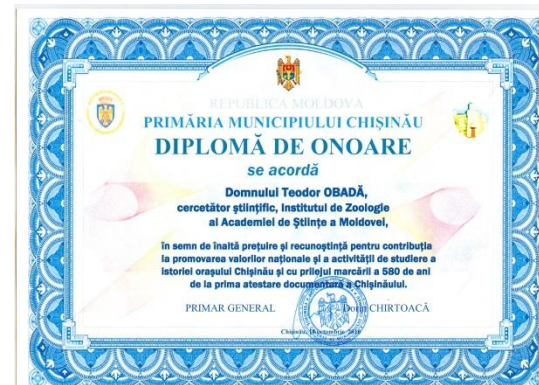 REPUBLICA MOLDOVA
PRIMĂRIA MUNICIPIULUI CHIȘINĂU
DIPLOMĂ DE ONOARE
se acordă
Domnului Teodor OBADĂ,
cercetător științific, Institutul de Zoologie
al Academiei de Științe a Moldovei,
în semn de înaltă prețuire și recunoștință pentru contribuția
la promovarea valorilor naționale și a activității de studiere a
istoriei orașului Chișinău și cu prilejul marcării a 580 de ani
de la prima atestare documentară a Chișinăului.
PRIMAR GENERAL Dorin CHIRTOACĂ
Chișinău, octombrie